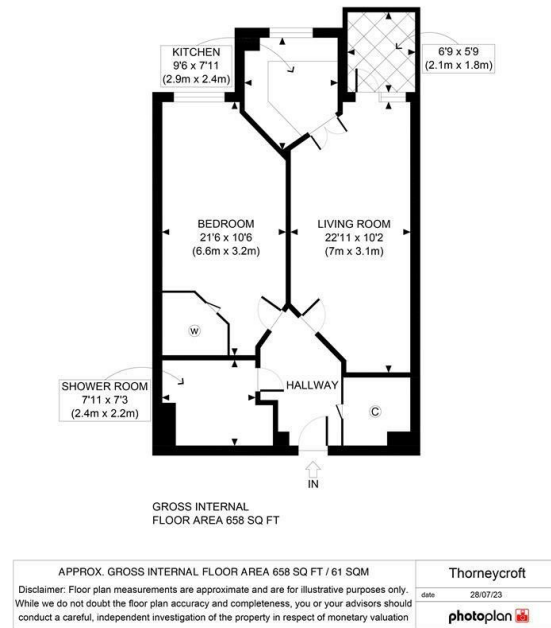 KITCHEN
9'6 x 7'11
(2.9m x 2.4m)
6'9 x 5'9
(2.1m x 1.8m)
BEDROOM
21'6 x 10'6
(6.6m x 3.2m)
LIVING ROOM
22'11 x 10'2
(7m x 3.1m)
W
SHOWER ROOM
7'11 x 7'3
(2.4m x 2.2m)
HALLWAY
C
IN
GROSS INTERNAL
FLOOR AREA 658 SQ FT
APPROX. GROSS INTERNAL FLOOR AREA 658 SQ FT / 61 SQM
Disclaimer: Floor plan measurements are approximate and are for illustrative purposes only.
While we do not doubt the floor plan accuracy and completeness, you or your advisors should
conduct a careful, independent investigation of the property in respect of monetary valuation
Thorneycroft
date 28/07/23
photoplan